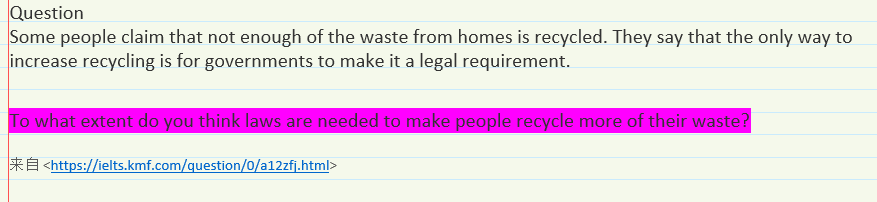 Question
Some people claim that not enough of the waste from homes is recycled. They say that the only way to
increase recycling is for governments to make it a legal requirement.
To what extent do you think laws are needed to make people recycle more of their waste?
来自 <https://ielts.kmf.com/question/0/a12zfj.html>